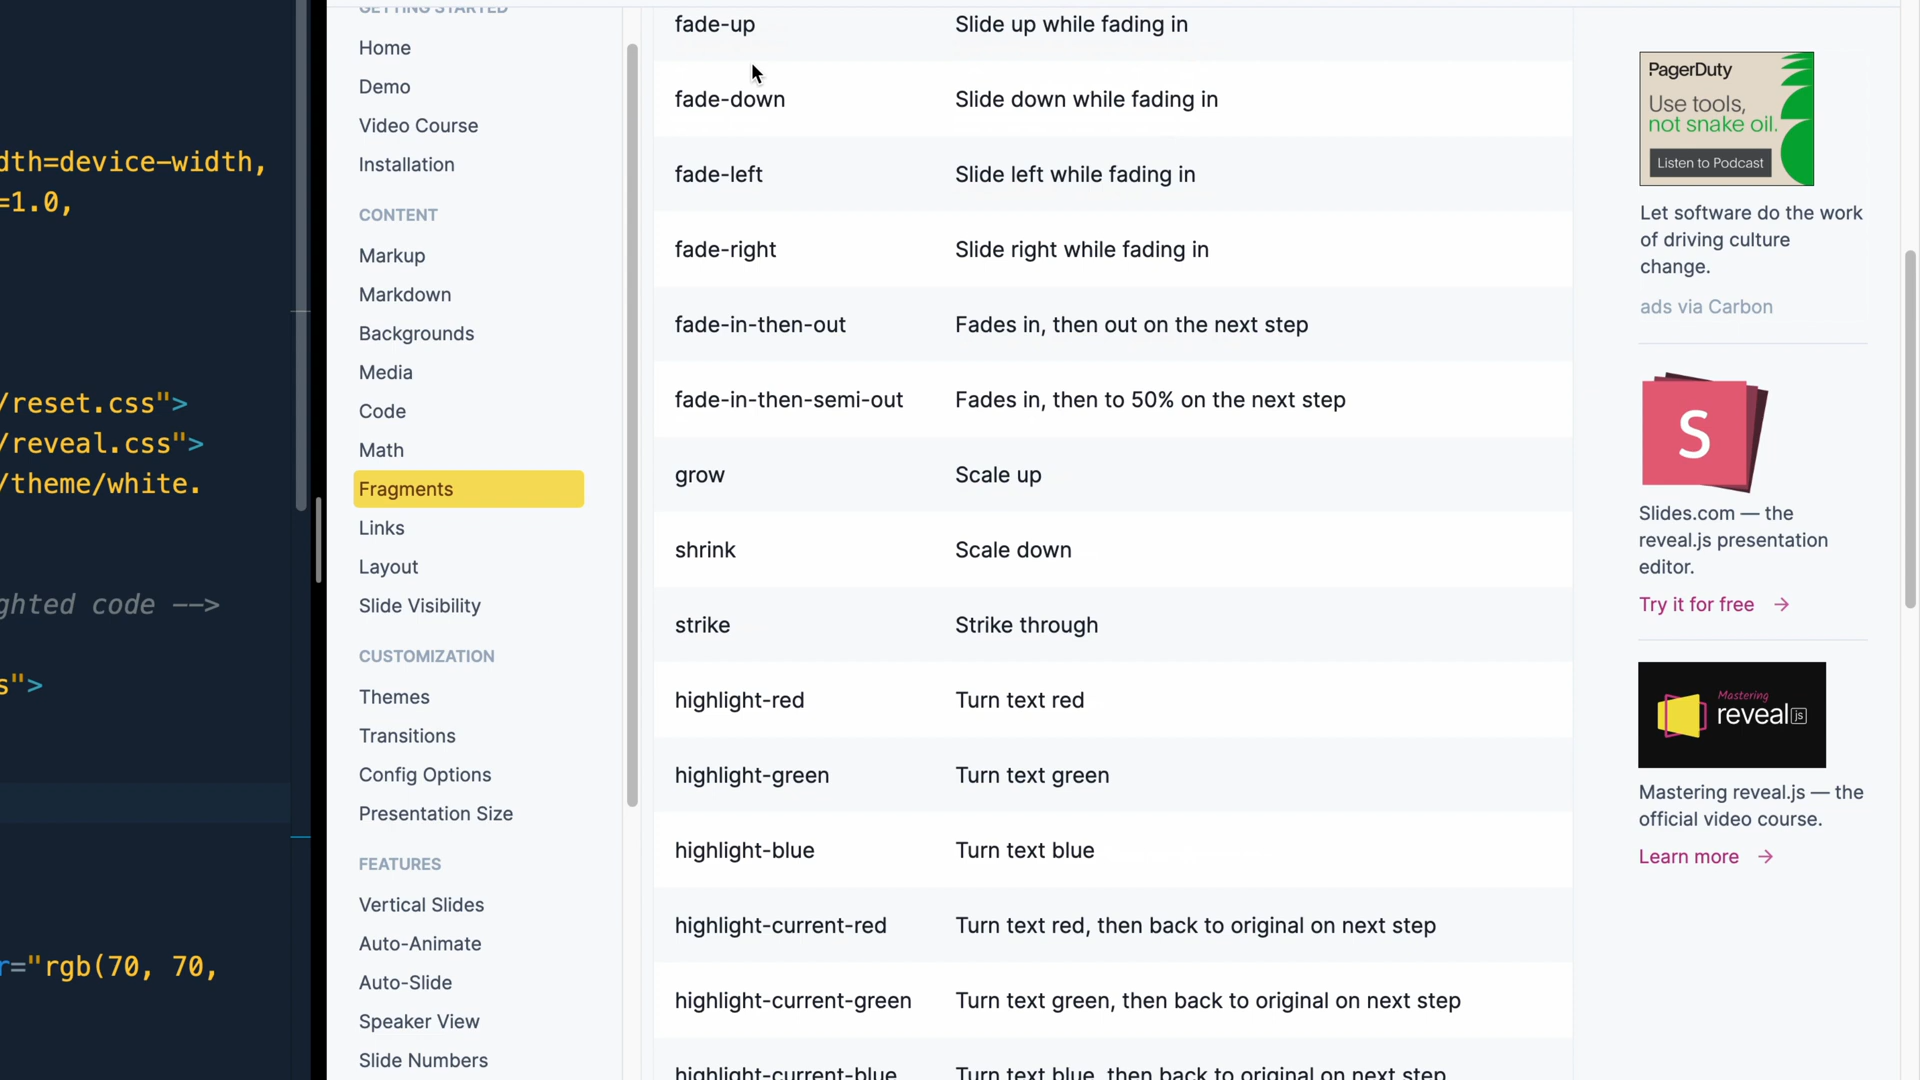 dth=device-width,
=1.0,
/reset.css">
/reveal.css">
/theme/white.
ghted code -->
s">
r="rgb(70, 70,
GETTING STARTED
Home
Demo
Video Course
Installation
CONTENT
Markup
Markdown
Backgrounds
Media
Code
Math
Fragments
Links
Layout
Slide Visibility
CUSTOMIZATION
Themes
Transitions
Config Options
Presentation Size
FEATURES
Vertical Slides
Auto-Animate
Auto-Slide
Speaker View
Slide Numbers
fade-up Slide up while fading in
fade-down Slide down while fading in
fade-left Slide left while fading in
fade-right Slide right while fading in
fade-in-then-out Fades in, then out on the next step
fade-in-then-semi-out Fades in, then to 50% on the next step
grow Scale up
shrink Scale down
strike Strike through
highlight-red Turn text red
highlight-green Turn text green
highlight-blue Turn text blue
highlight-current-red Turn text red, then back to original on next step
highlight-current-green Turn text green, then back to original on next step
highlight-current-blue Turn text blue, then back to original on next step
PagerDuty
Use tools,
not snake oil.
Listen to Podcast
Let software do the work
of driving culture
change.
ads via Carbon
S
Slides.com — the
reveal.js presentation
editor.
Try it for free →
Mastering
reveal js
Mastering reveal.js — the
official video course.
Learn more →